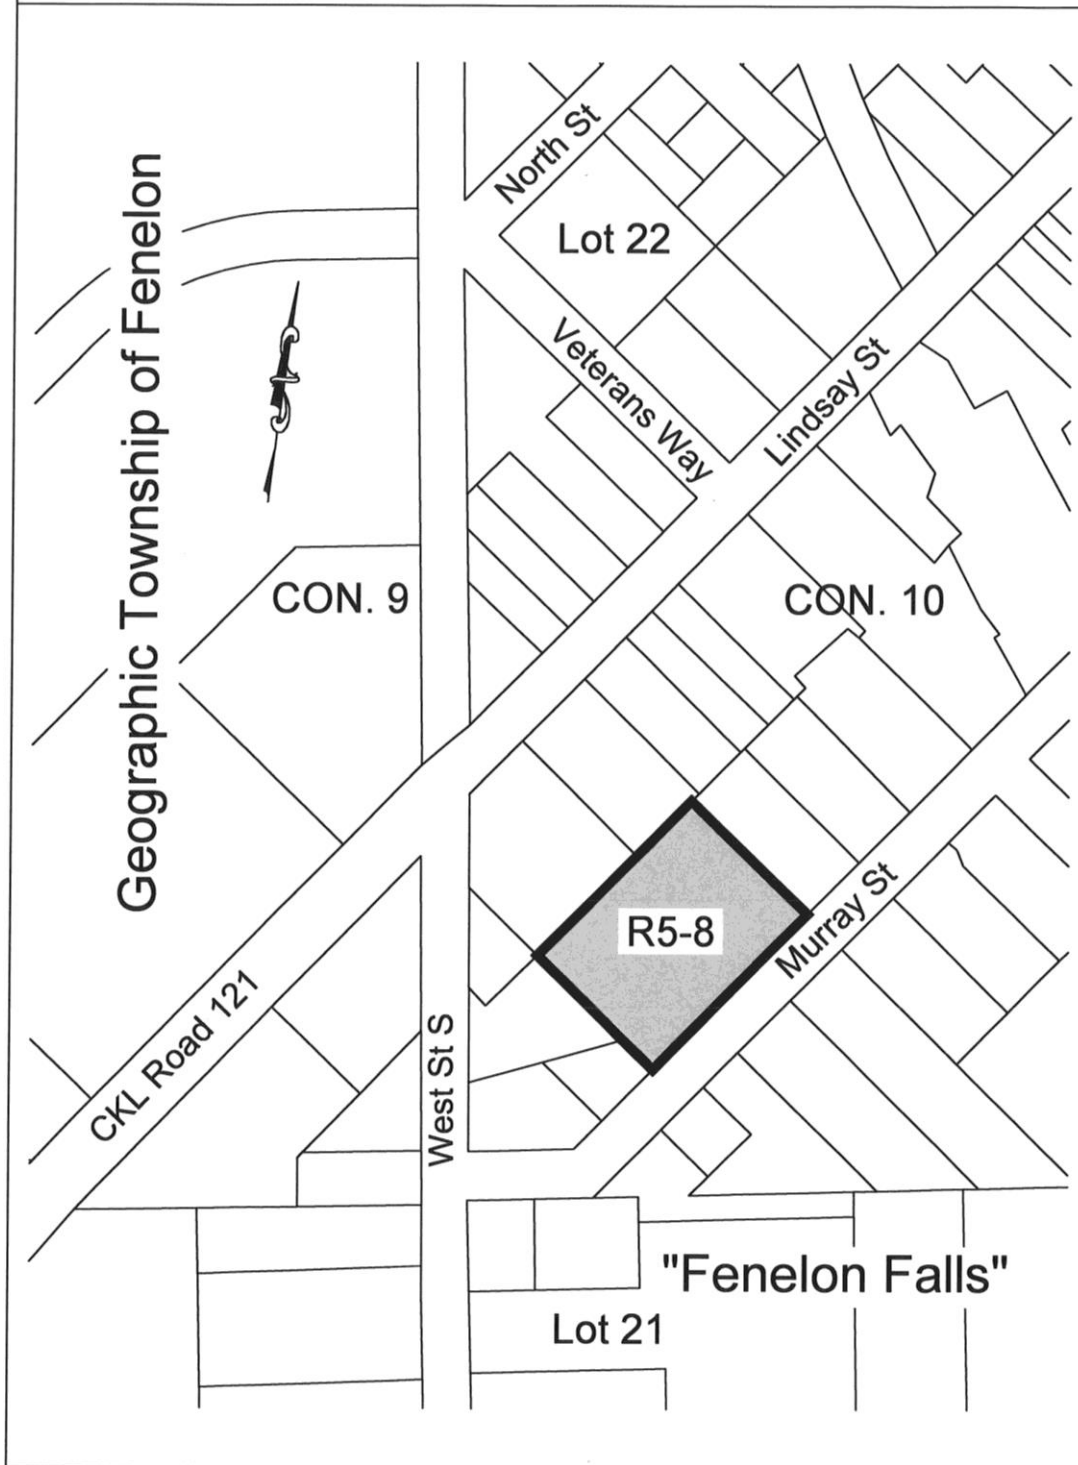 North St
Lot 22
Geographic Township of Fenelon
Veterans Way
Lindsay St
CON. 9
CON. 10
R5-8
Murray St
CKL Road 121
West St S
"Fenelon Falls"
Lot 21